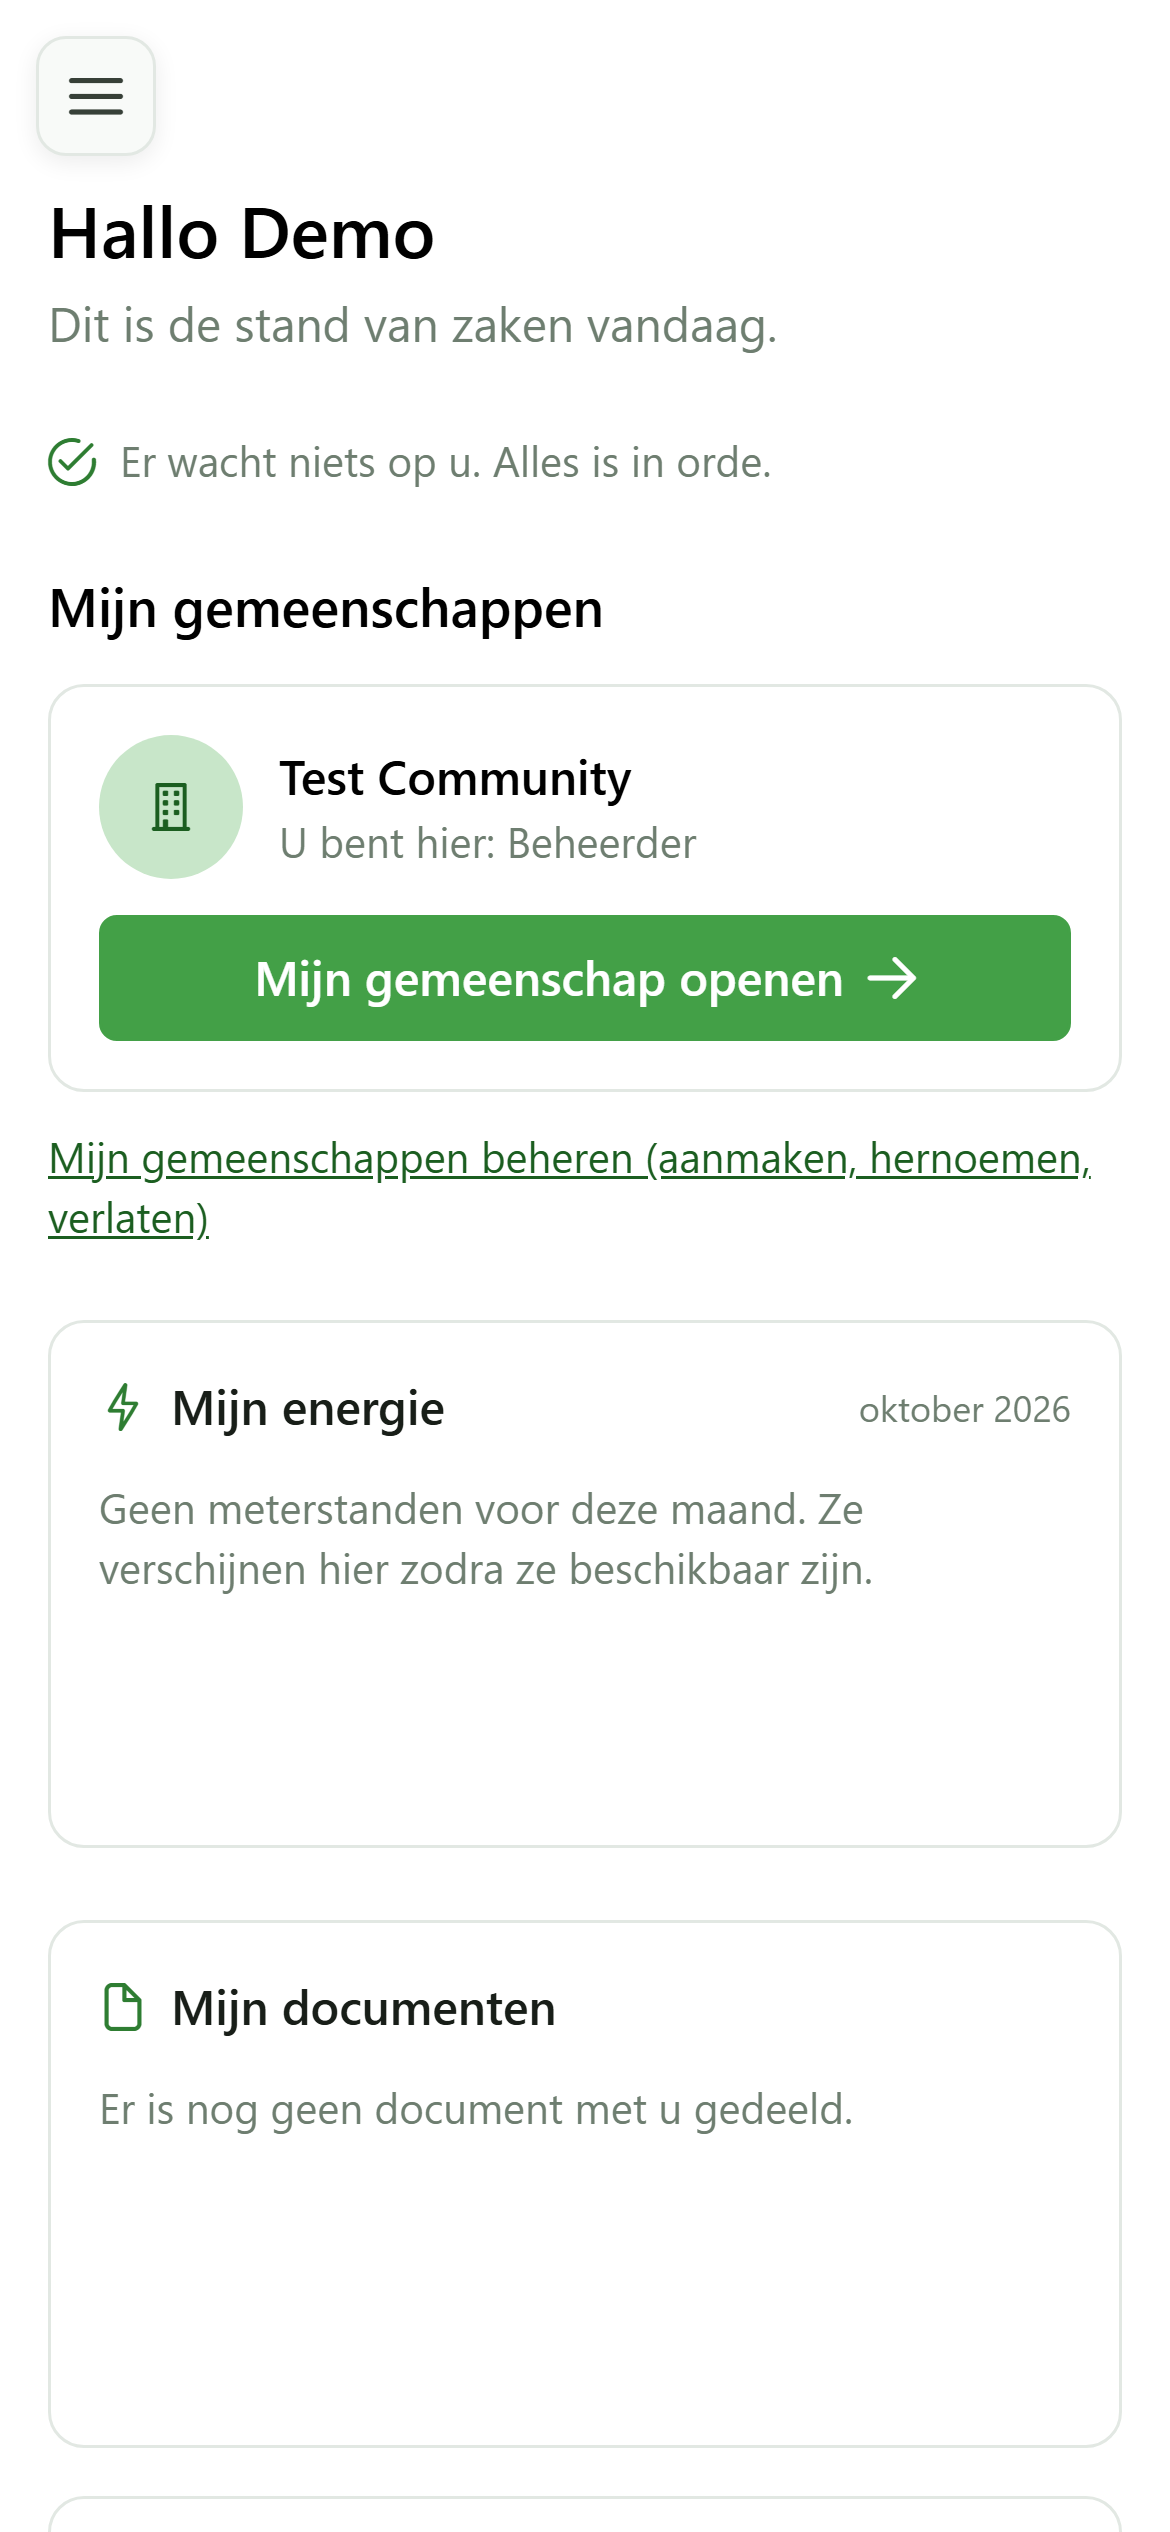 Hallo Demo
Dit is de stand van zaken vandaag.
Er wacht niets op u. Alles is in orde.
Mijn gemeenschappen
Test Community
U bent hier: Beheerder
Mijn gemeenschap openen
Mijn gemeenschappen beheren (aanmaken, hernoemen,
verlaten)
Mijn energie
oktober 2026
Geen meterstanden voor deze maand. Ze
verschijnen hier zodra ze beschikbaar zijn.
Mijn documenten
Er is nog geen document met u gedeeld.